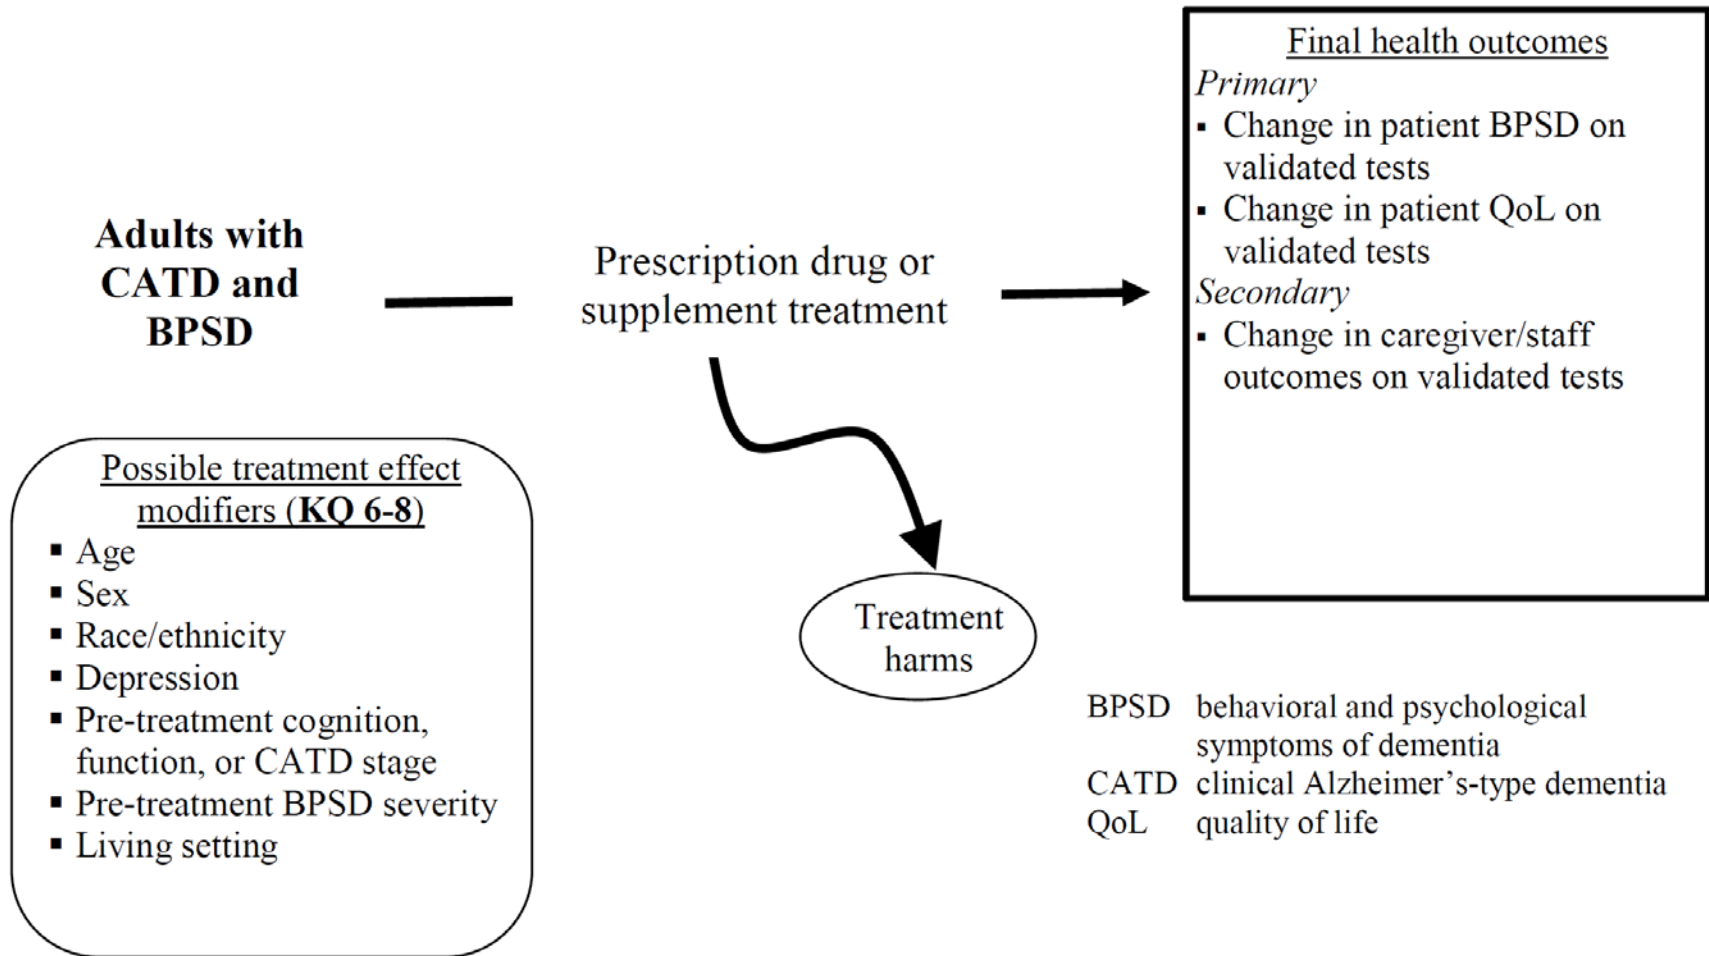 Adults with
CATD and
BPSD
Prescription drug or
supplement treatment
Final health outcomes
Primary
▪ Change in patient BPSD on
validated tests
▪ Change in patient QoL on
validated tests
Secondary
▪ Change in caregiver/staff
outcomes on validated tests
Possible treatment effect
modifiers (KQ 6-8)
▪ Age
▪ Sex
▪ Race/ethnicity
▪ Depression
▪ Pre-treatment cognition,
function, or CATD stage
▪ Pre-treatment BPSD severity
▪ Living setting
Treatment
harms
BPSD behavioral and psychological
symptoms of dementia
CATD clinical Alzheimer’s-type dementia
QoL quality of life